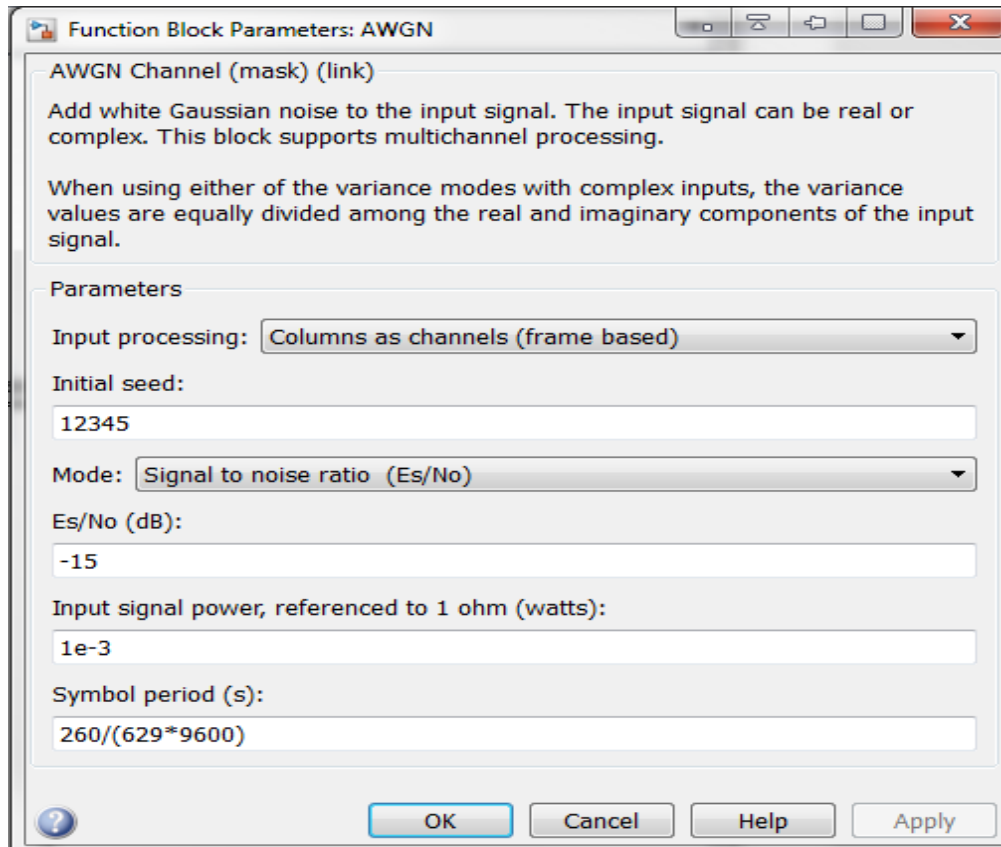 Function Block Parameters: AWGN
AWGN Channel (mask) (link)
Add white Gaussian noise to the input signal. The input signal can be real or
complex. This block supports multichannel processing.
When using either of the variance modes with complex inputs, the variance
values are equally divided among the real and imaginary components of the input
signal.
Parameters
Input processing: Columns as channels (frame based)
Initial seed:
12345
Mode: Signal to noise ratio (Es/No)
Es/No (dB):
-15
Input signal power, referenced to 1 ohm (watts):
1e-3
Symbol period (s):
260/(629*9600)
OK Cancel Help Apply